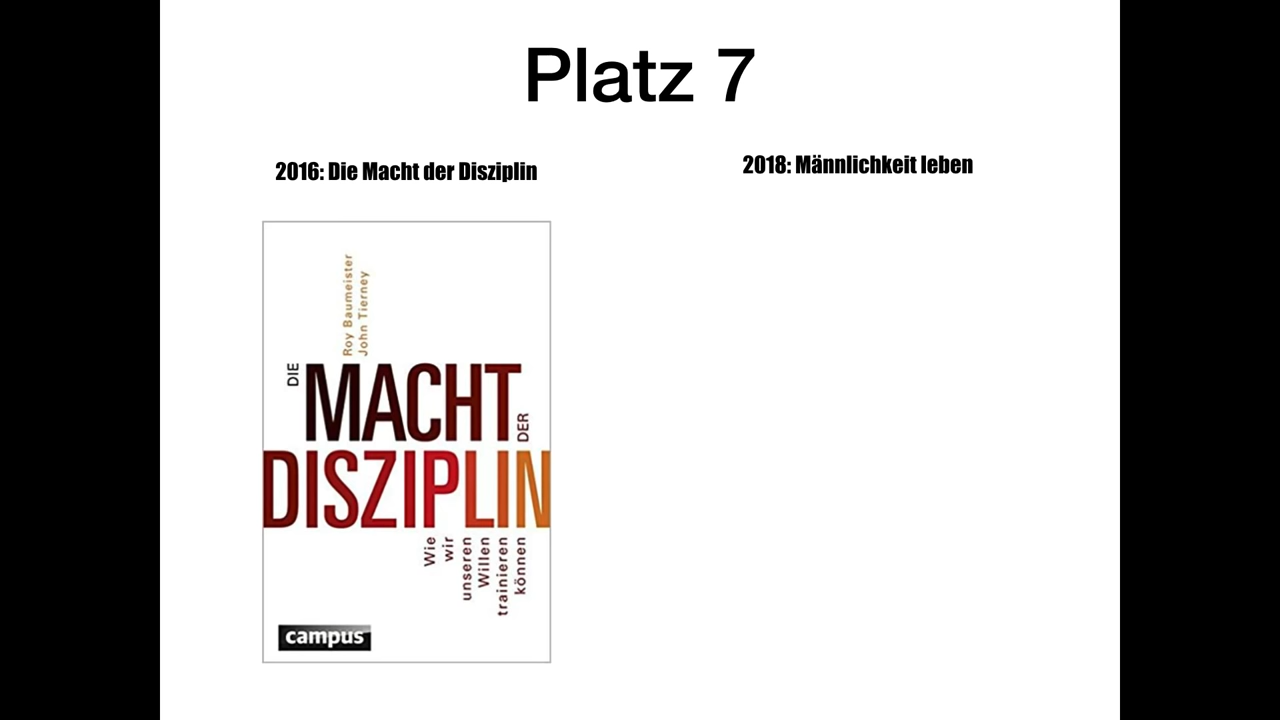 Platz 7
2016: Die Macht der Disziplin
2018: Männlichkeit leben
Roy Baumeister
John Tierney
DIE
MACHT
DER
DISZIPLIN
Wie
wir
unseren
Willen
trainieren
können
campus